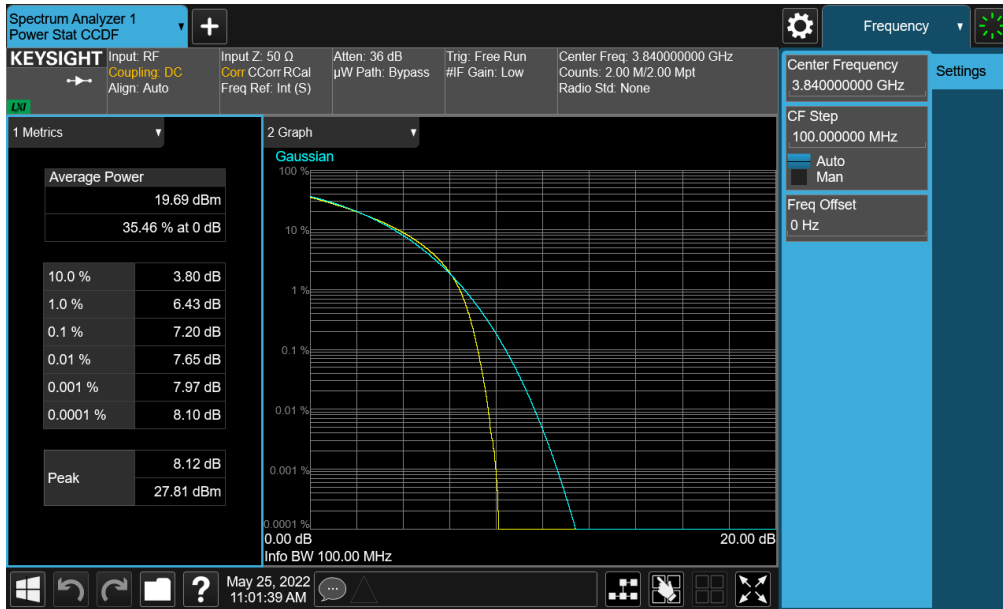 Spectrum Analyzer 1
Power Stat CCDF
Frequency
KEYSIGHT
Input: RF
Coupling: DC
Align: Auto
Input Z: 50 Ω
Corr CCorr RCal
Freq Ref: Int (S)
Atten: 36 dB
µW Path: Bypass
Trig: Free Run
#IF Gain: Low
Center Freq: 3.840000000 GHz
Counts: 2.00 M/2.00 Mpt
Radio Std: None
LXI
Center Frequency
3.840000000 GHz
Settings
CF Step
100.000000 MHz
Auto
Man
Freq Offset
0 Hz
1 Metrics
Average Power
19.69 dBm
35.46 % at 0 dB
10.0 % 3.80 dB
1.0 % 6.43 dB
0.1 % 7.20 dB
0.01 % 7.65 dB
0.001 % 7.97 dB
0.0001 % 8.10 dB
Peak 8.12 dB
27.81 dBm
2 Graph
Gaussian
100 %
10 %
1 %
0.1 %
0.01 %
0.001 %
0.0001 %
0.00 dB 20.00 dB
Info BW 100.00 MHz
?
May 25, 2022
11:01:39 AM